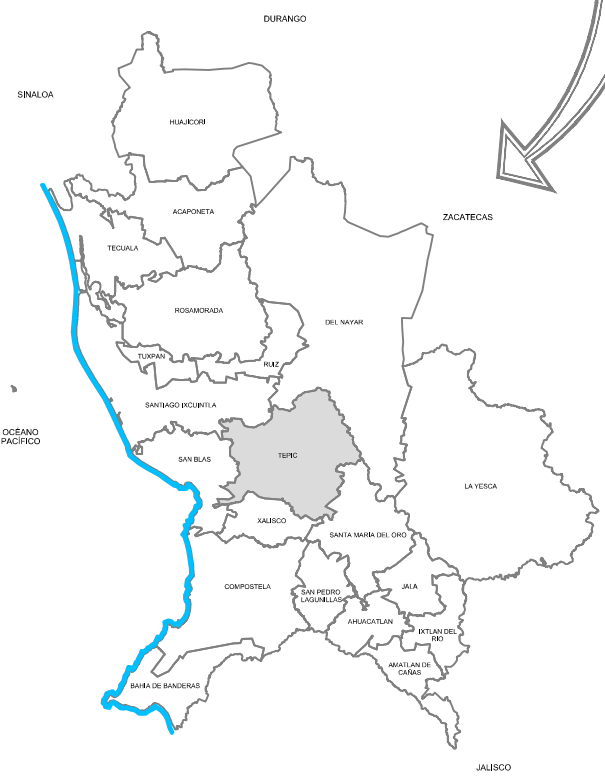 DURANGO
SINALOA
HUAJICORI
ACAPONETA
ZACATECAS
TECUALA
ROSAMORADA
DEL NAYAR
TUXPAN
RUIZ
SANTIAGO IXCUINTLA
OCÉANO
PACÍFICO
SAN BLAS
TEPIC
LA YESCA
XALISCO
SANTA MARÍA DEL ORO
COMPOSTELA
SAN PEDRO
LAGUNILLAS
JALA
AHUACATLAN
IXTLAN DEL
RIO
AMATLAN DE
CAÑAS
BAHÍA DE BANDERAS
JALISCO